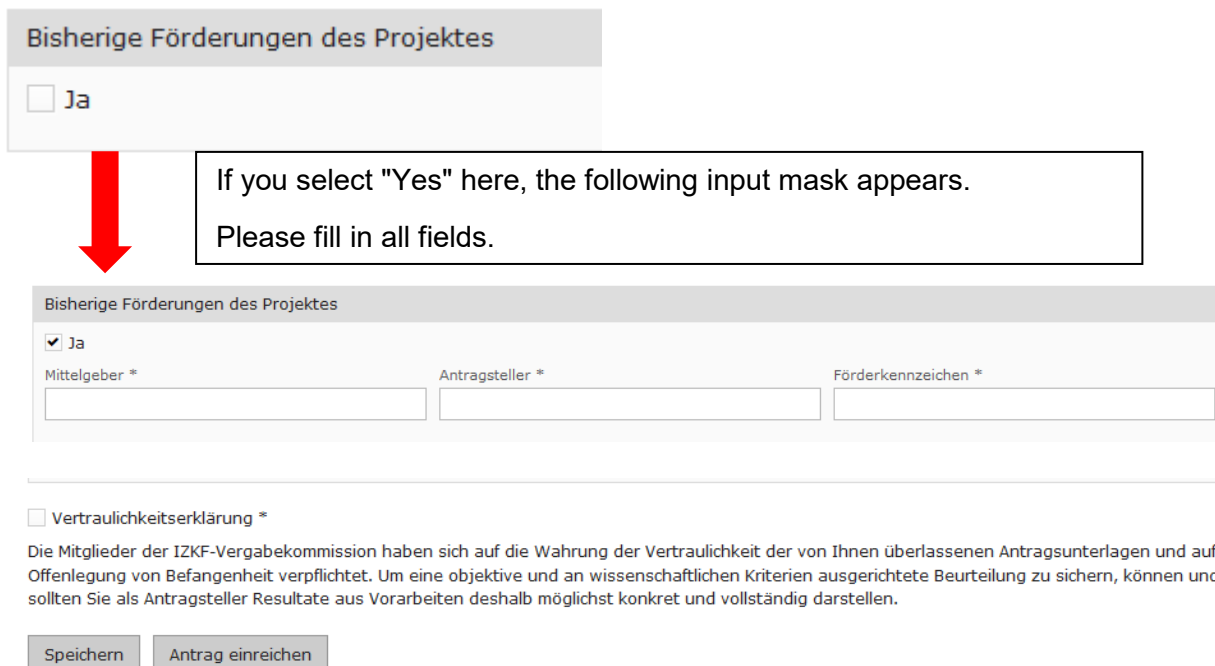 Bisherige Förderungen des Projektes
Ja
If you select "Yes" here, the following input mask appears.
Please fill in all fields.
Bisherige Förderungen des Projektes
Ja
Mittelgeber *
Antragsteller *
Förderkennzeichen *
Vertraulichkeitserklärung *
Die Mitglieder der IZKF-Vergabekommission haben sich auf die Wahrung der Vertraulichkeit der von Ihnen überlassenen Antragsunterlagen und auf
Offenlegung von Befangenheit verpflichtet. Um eine objektive und an wissenschaftlichen Kriterien ausgerichtete Beurteilung zu sichern, können und
sollten Sie als Antragsteller Resultate aus Vorarbeiten deshalb möglichst konkret und vollständig darstellen.
Speichern
Antrag einreichen